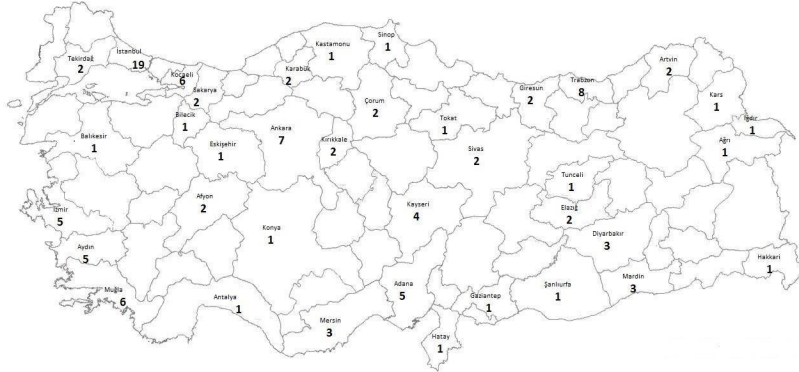 Sinop
1
Kastamonu
1
İstanbul
19
Tekirdağ
2
Kocaeli
6
Sakarya
2
Karabük
2
Artvin
2
Trabzon
8
Giresun
2
Kars
1
Iğdır
1
Çorum
2
Tokat
1
Bilecik
1
Balıkesir
1
Eskişehir
1
Ankara
7
Kırıkkale
2
Sivas
2
Ağrı
1
Tunceli
1
Afyon
2
Kayseri
4
Elazığ
2
İzmir
5
Konya
1
Diyarbakır
3
Aydın
5
Hakkari
1
Muğla
6
Antalya
1
Adana
5
Gaziantep
1
Şanlıurfa
1
Mardin
3
Mersin
3
Hatay
1